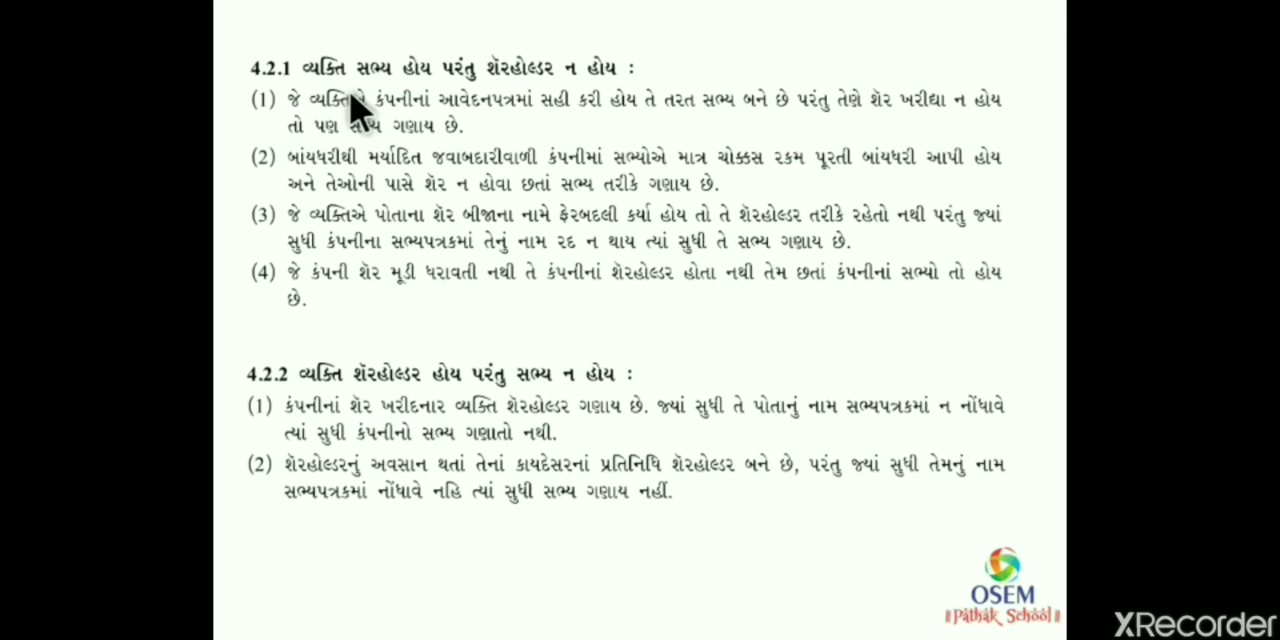 4.2.1 વ્યક્તિ સભ્ય હોય પરંતુ શૅરહોલ્ડર ન હોય :
(1) જે વ્યક્તિએ કંપનીનાં આવેદનપત્રમાં સહી કરી હોય તે તરત સભ્ય બને છે પરંતુ તેણે શૅર ખરીદ્યા ન હોય
તો પણ સભ્ય ગણાય છે.
(2) બાંયધરીથી મર્યાદિત જવાબદારીવાળી કંપનીમાં સભ્યોએ માત્ર ચોક્કસ રકમ પૂરતી બાંયધરી આપી હોય
અને તેઓની પાસે શૅર ન હોવા છતાં સભ્ય તરીકે ગણાય છે.
(3) જે વ્યક્તિએ પોતાના શૅર બીજાના નામે ફેરબદલી કર્યા હોય તો તે શૅરહોલ્ડર તરીકે રહેતો નથી પરંતુ જ્યાં
સુધી કંપનીના સભ્યપત્રકમાં તેનું નામ રદ ન થાય ત્યાં સુધી તે સભ્ય ગણાય છે.
(4) જે કંપની શૅર મૂડી ધરાવતી નથી તે કંપનીનાં શૅરહોલ્ડર હોતા નથી તેમ છતાં કંપનીનાં સભ્યો તો હોય
છે.
4.2.2 વ્યક્તિ શૅરહોલ્ડર હોય પરંતુ સભ્ય ન હોય :
(1) કંપનીનાં શૅર ખરીદનાર વ્યક્તિ શૅરહોલ્ડર ગણાય છે. જ્યાં સુધી તે પોતાનું નામ સભ્યપત્રકમાં ન નોંધાવે
ત્યાં સુધી કંપનીનો સભ્ય ગણાતો નથી.
(2) શૅરહોલ્ડરનું અવસાન થતાં તેનાં કાયદેસરનાં પ્રતિનિધિ શૅરહોલ્ડર બને છે, પરંતુ જ્યાં સુધી તેમનું નામ
સભ્યપત્રકમાં નોંધાવે નહિ ત્યાં સુધી સભ્ય ગણાય નહીં.
OSEM
॥ Pathak School ॥
XRecorder